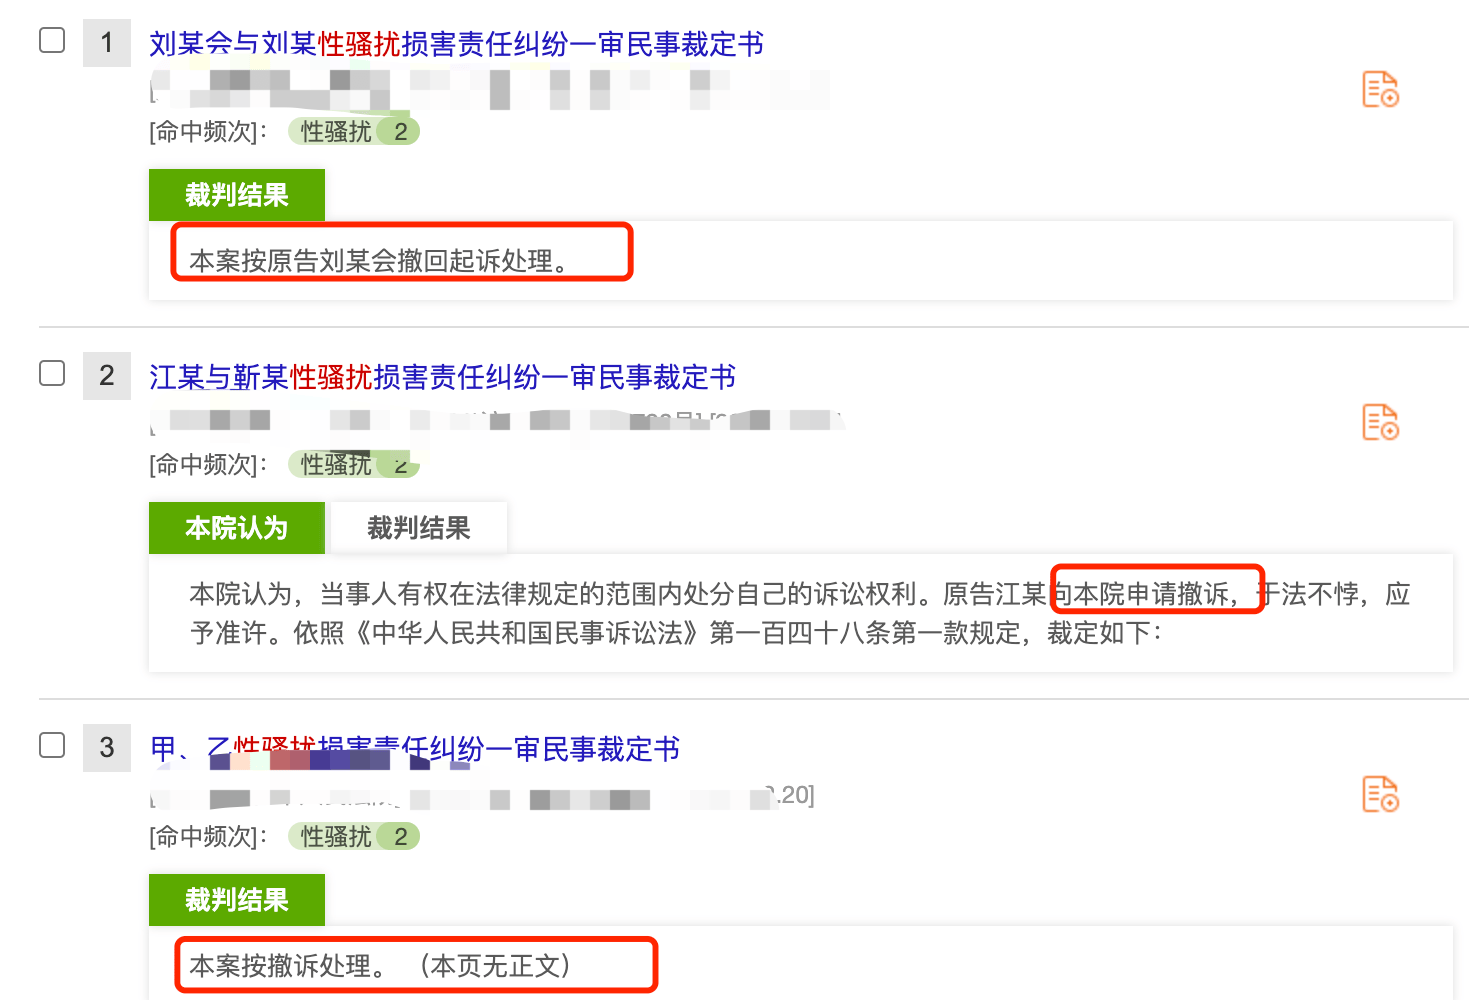 1
刘某会与刘某性骚扰损害责任纠纷一审民事裁定书
[命中频次]： 性骚扰 2
裁判结果
本案按原告刘某会撤回起诉处理。
2
江某与靳某性骚扰损害责任纠纷一审民事裁定书
[命中频次]： 性骚扰 2
本院认为 裁判结果
本院认为，当事人有权在法律规定的范围内处分自己的诉讼权利。原告江某向本院申请撤诉，于法不悖，应
予准许。依照《中华人民共和国民事诉讼法》第一百四十八条第一款规定，裁定如下：
3
甲、乙性骚扰损害责任纠纷一审民事裁定书
.20]
[命中频次]： 性骚扰 2
裁判结果
本案按撤诉处理。 （本页无正文）